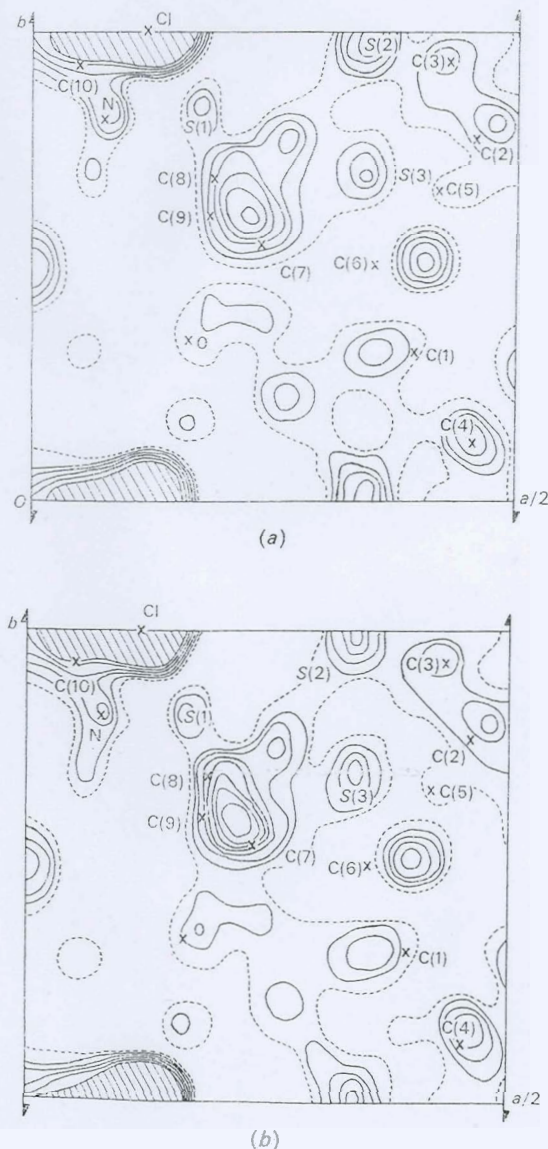 b
Cl
C(10)
N
S(1)
S(2)
C(3)
C(2)
C(8)
S(3)
C(5)
C(9)
C(7)
C(6)
O
C(1)
C(4)
O
a/2
(a)
b
Cl
C(10)
N
S(1)
S(2)
C(3)
C(2)
C(8)
S(3)
C(5)
C(9)
C(7)
C(6)
O
C(1)
C(4)
a/2
(b)